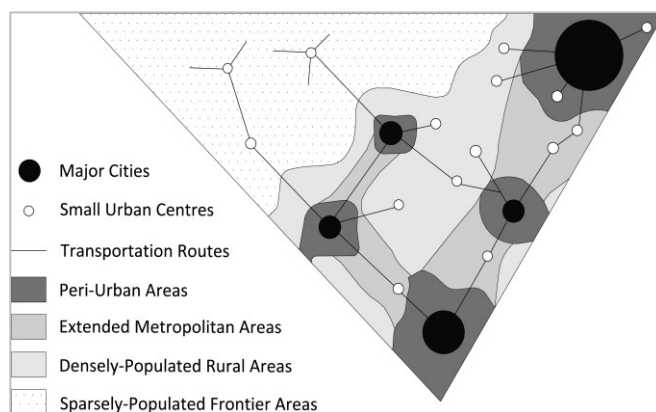 Major Cities
Small Urban Centres
Transportation Routes
Peri-Urban Areas
Extended Metropolitan Areas
Densely-Populated Rural Areas
Sparsely-Populated Frontier Areas